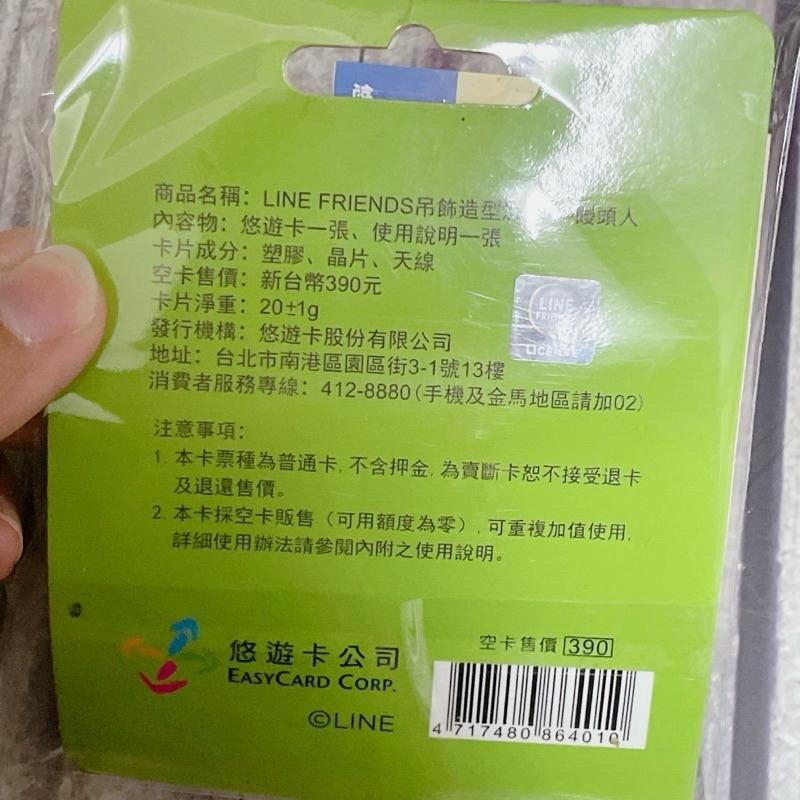 商品名稱：LINE FRIENDS吊飾造型 饅頭人
內容物：悠遊卡一張、使用說明一張
卡片成分：塑膠、晶片、天線
空卡售價：新台幣390元
卡片淨重：20±1g
發行機構：悠遊卡股份有限公司
地址：台北市南港區園區街3-1號13樓
消費者服務專線：412-8880（手機及金馬地區請加02）
LINE
FRIENDS
LICENSE
注意事項：
1. 本卡票種為普通卡，不含押金，為賣斷卡恕不接受退卡
及退還售價。
2. 本卡採空卡販售（可用額度為零），可重複加值使用，
詳細使用辦法請參閱內附之使用說明。
悠遊卡公司
EASYCARD CORP.
©LINE
空卡售價 390
4 717480 864010